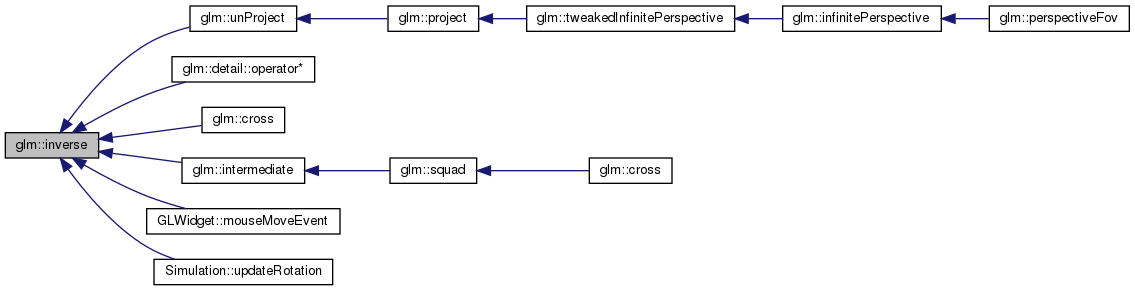 glm::unProject
glm::project
glm::tweakedInfinitePerspective
glm::infinitePerspective
glm::perspectiveFov
glm::detail::operator*
glm::cross
glm::inverse
glm::intermediate
glm::squad
glm::cross
GLWidget::mouseMoveEvent
Simulation::updateRotation